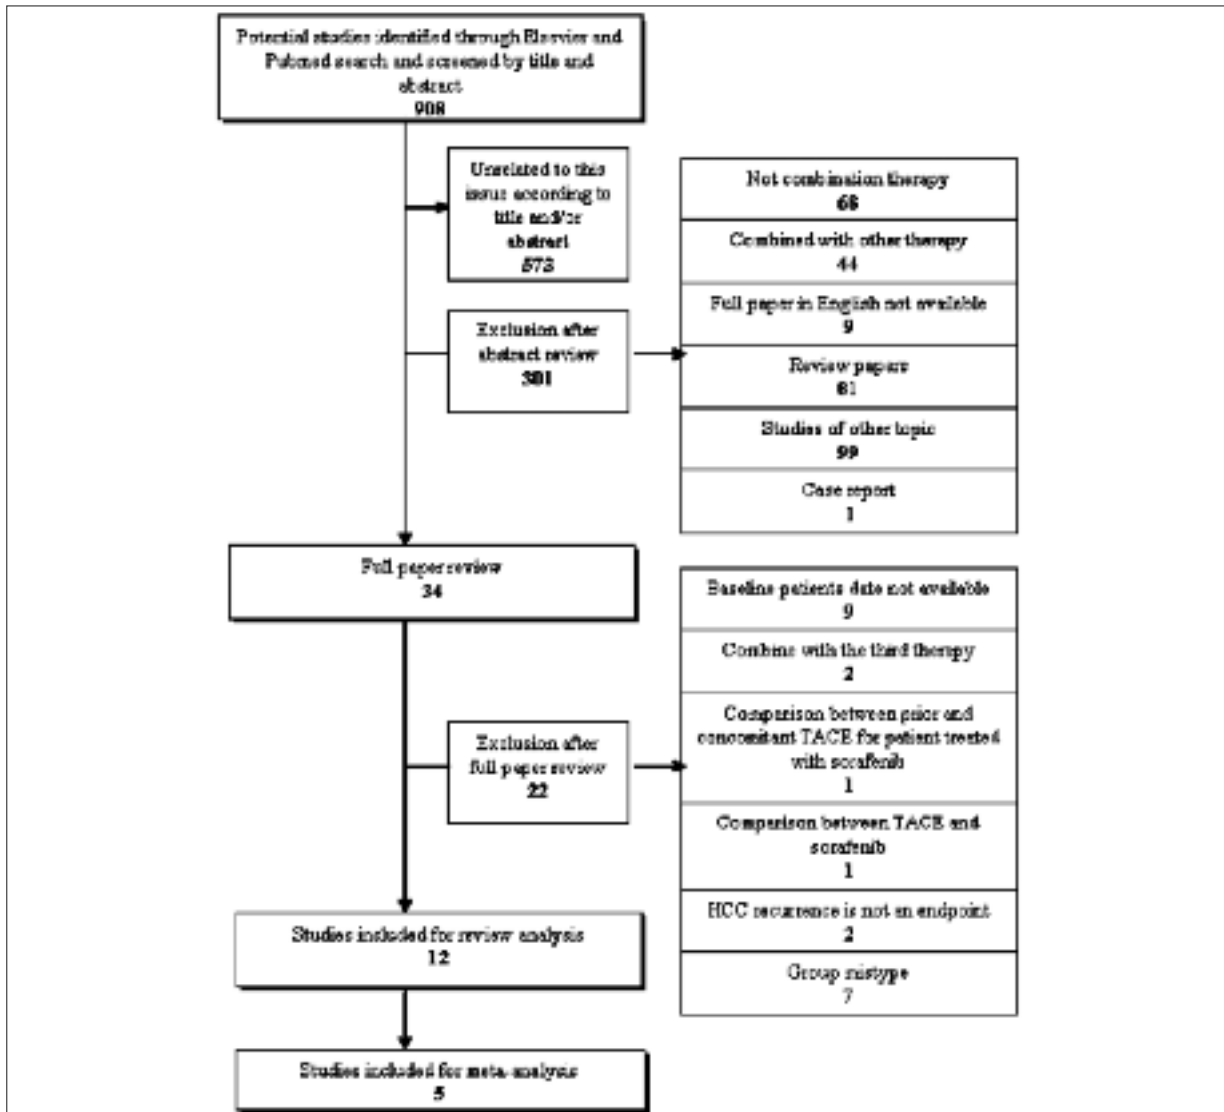 Potential studies identified through Elsevier and
Pubmed search and screened by title and
abstract
908
Unrelated to this
issue according to
title and/or
abstract
573
Exclusion after
abstract review
301
Not combination therapy
68
Combined with other therapy
44
Full paper in English not available
9
Review papers
81
Studies of other topic
99
Case report
1
Full paper review
34
Exclusion after
full paper review
22
Baseline patients date not available
9
Combine with the third therapy
2
Comparison between prior and
concomitant TACE for patient treated
with sorafenib
1
Comparison between TACE and
sorafenib
1
HCC recurrence is not an endpoint
2
Group mistype
7
Studies included for review analysis
12
Studies included for meta-analysis
5